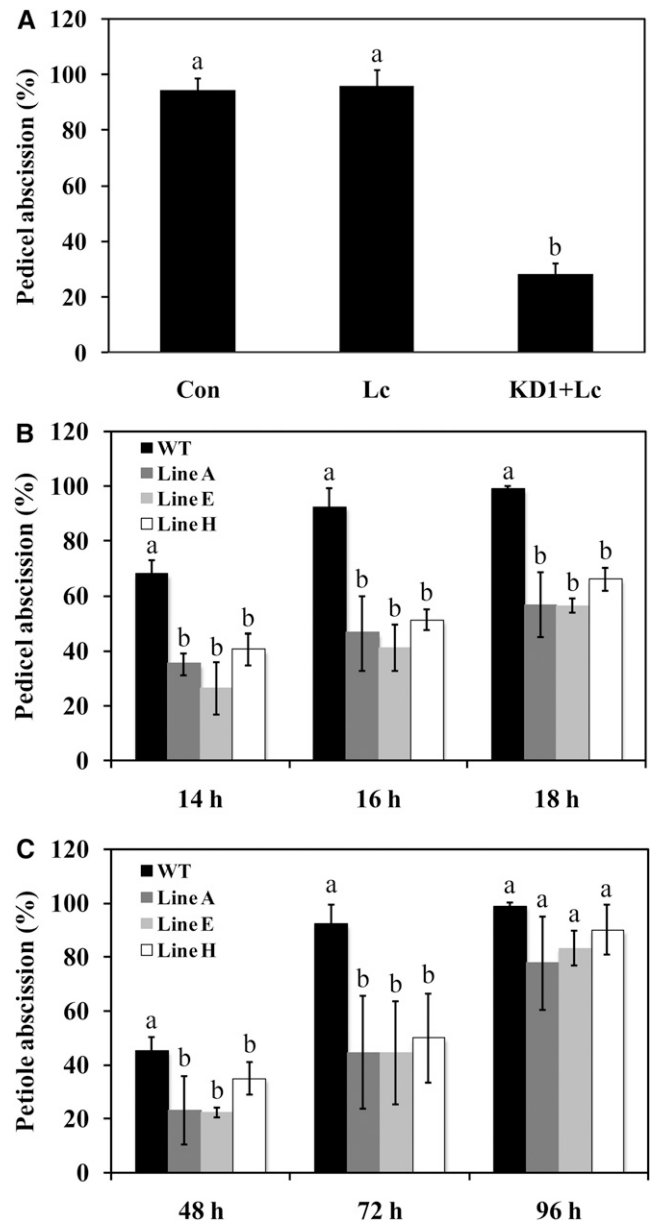 A
Pedicel abscission (%)
120
100
80
60
40
20
0
a
a
b
Con
Lc
KD1+Lc
B
Pedicel abscission (%)
120
100
80
60
40
20
0
WT
Line A
Line E
Line H
a
b
b
b
a
b
b
b
a
b
b
b
14 h
16 h
18 h
C
Petiole abscission (%)
120
100
80
60
40
20
0
WT
Line A
Line E
Line H
a
b
b
b
a
b
b
b
a
a
a
a
48 h
72 h
96 h